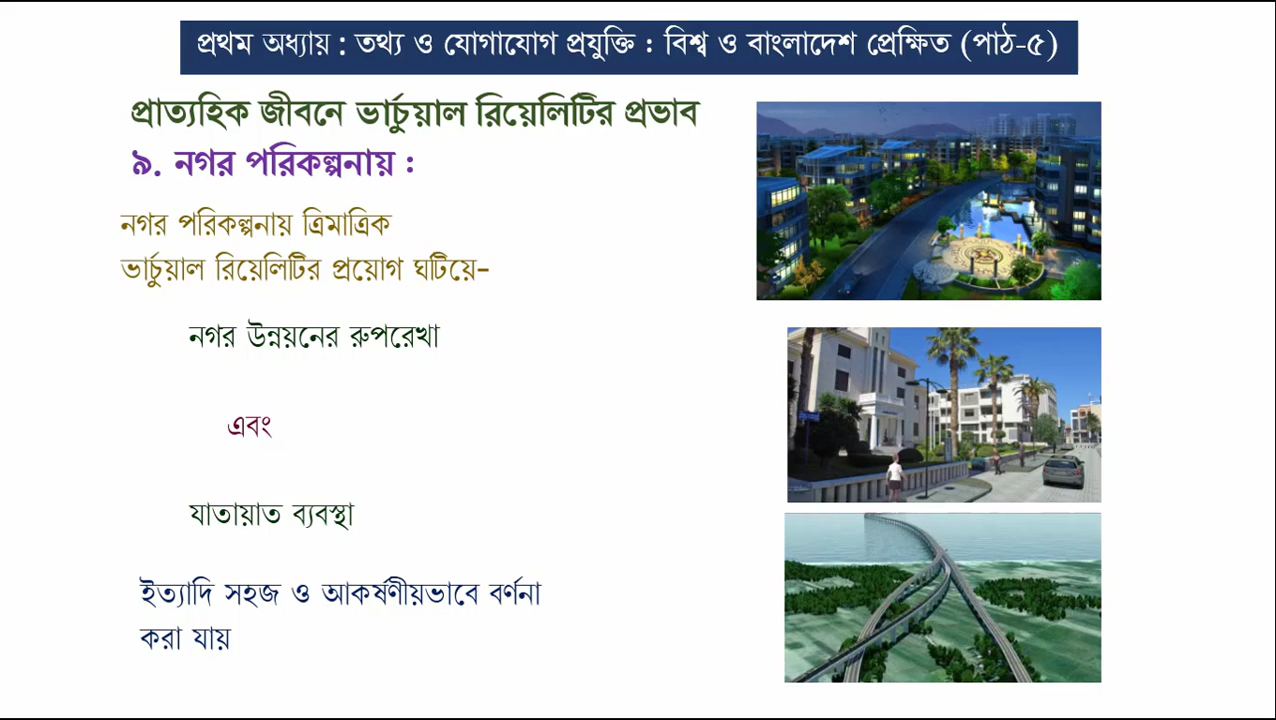 প্রথম অধ্যায় : তথ্য ও যোগাযোগ প্রযুক্তি : বিশ্ব ও বাংলাদেশ প্রেক্ষিত (পাঠ-৫)
প্রাত্যহিক জীবনে ভার্চুয়াল রিয়েলিটির প্রভাব
৯. নগর পরিকল্পনায় :
নগর পরিকল্পনায় ত্রিমাত্রিক
ভার্চুয়াল রিয়েলিটির প্রয়োগ ঘটিয়ে-
নগর উন্নয়নের রুপরেখা
এবং
যাতায়াত ব্যবস্থা
ইত্যাদি সহজ ও আকর্ষণীয়ভাবে বর্ণনা
করা যায়